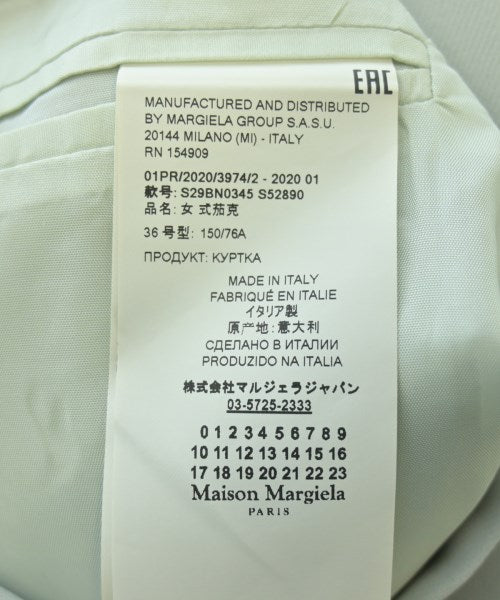 EAC
MANUFACTURED AND DISTRIBUTED
BY MARGIELA GROUP S.A.S.U.
20144 MILANO (MI) - ITALY
RN 154909
01PR/2020/3974/2 - 2020 01
款号: S29BN0345 S52890
品名: 女 式茄克
36 号型: 150/76A
ПРОДУКТ: КУРТКА
MADE IN ITALY
FABRIQUÉ EN ITALIE
イタリア製
原产地: 意大利
СДЕЛАНО В ИТАЛИИ
PRODUZIDO NA ITALIA
株式会社マルジェラジャパン
03-5725-2333
0 1 2 3 4 5 6 7 8 9
10 11 12 13 14 15 16
17 18 19 20 21 22 23
Maison Margiela
PARIS